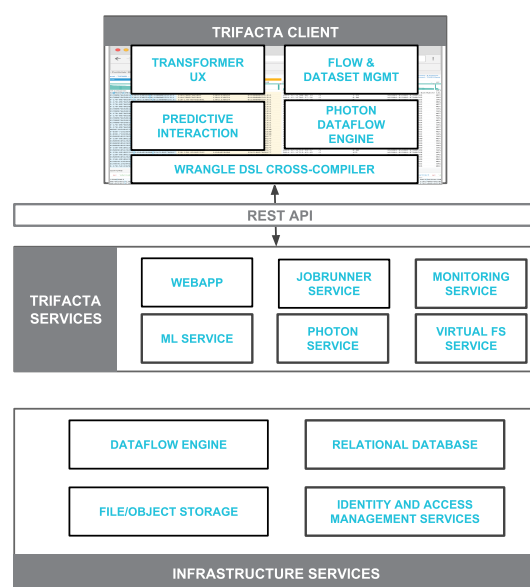 TRIFACTA CLIENT
TRANSFORMER
UX
FLOW &
DATASET MGMT
PREDICTIVE
INTERACTION
PHOTON
DATAFLOW
ENGINE
WRANGLE DSL CROSS-COMPILER
REST API
TRIFACTA
SERVICES
WEBAPP
JOBRUNNER
SERVICE
MONITORING
SERVICE
ML SERVICE
PHOTON
SERVICE
VIRTUAL FS
SERVICE
DATAFLOW ENGINE
RELATIONAL DATABASE
FILE/OBJECT STORAGE
IDENTITY AND ACCESS
MANAGEMENT SERVICES
INFRASTRUCTURE SERVICES